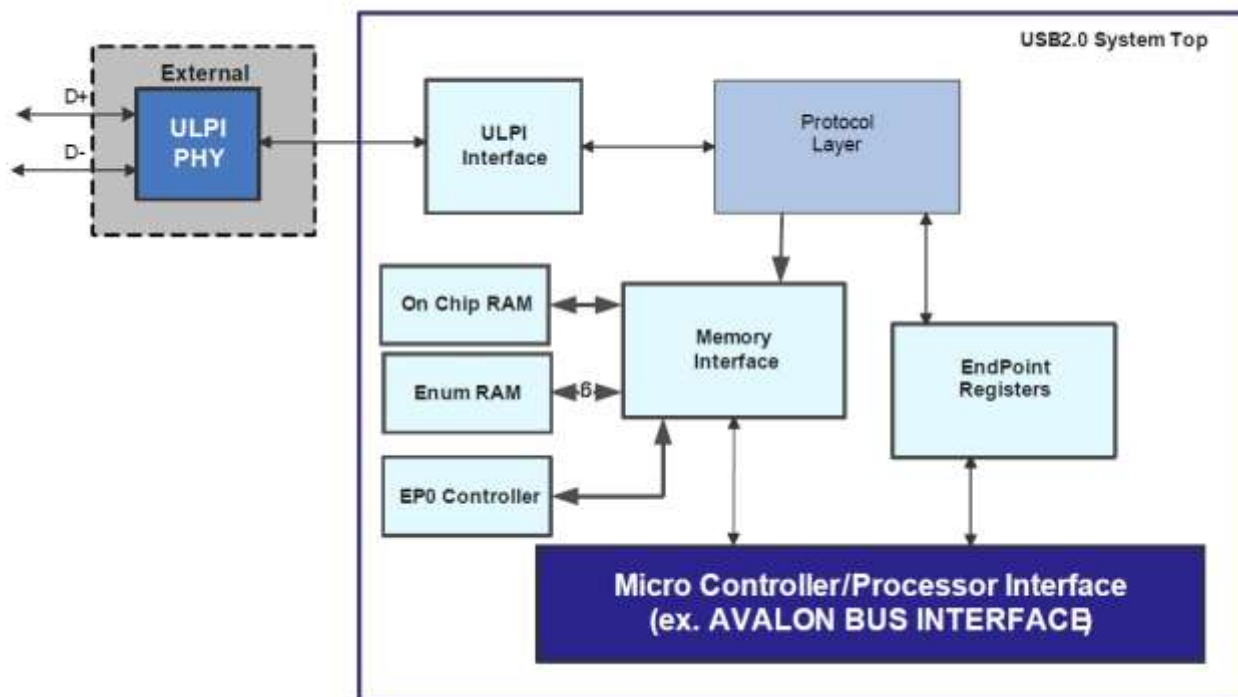 USB2.0 System Top
External
D+
D-
ULPI
PHY
ULPI
Interface
Protocol
Layer
On Chip RAM
Memory
Interface
Enum RAM
6
EndPoint
Registers
EP0 Controller
Micro Controller/Processor Interface
(ex. AVALON BUS INTERFACE)